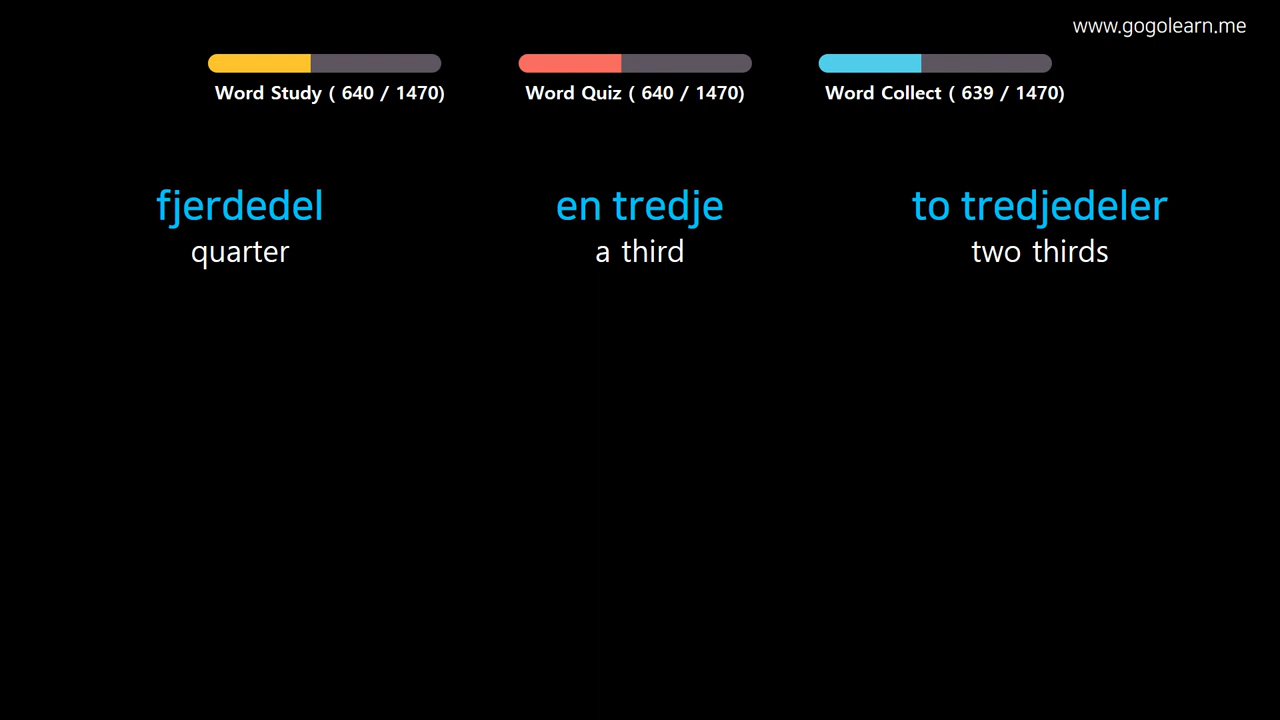 www.gogolearn.me
Word Study ( 640 / 1470)
Word Quiz ( 640 / 1470)
Word Collect ( 639 / 1470)
fjerdedel
quarter
en tredje
a third
to tredjedeler
two thirds